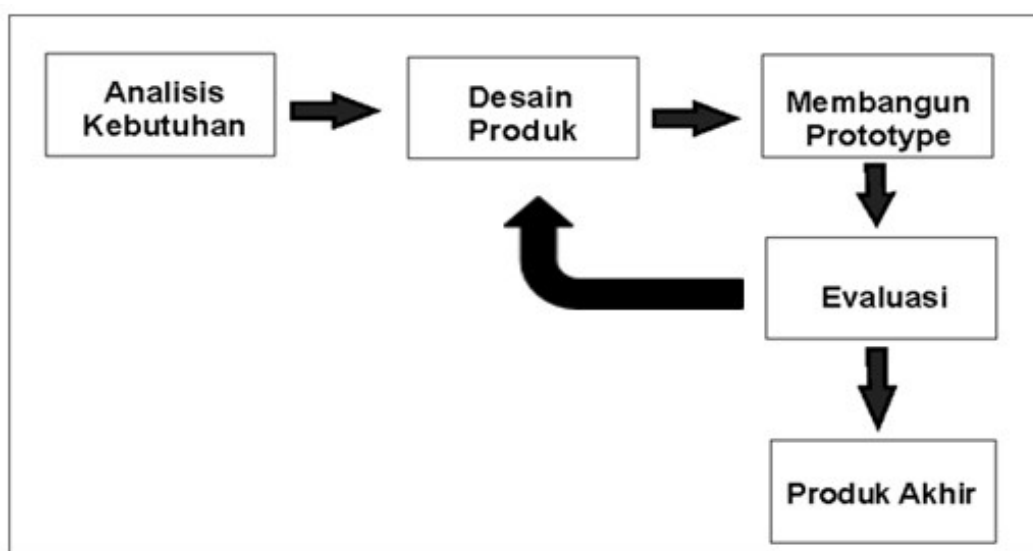 Analisis
Kebutuhan
Desain
Produk
Membangun
Prototype
Evaluasi
Produk Akhir